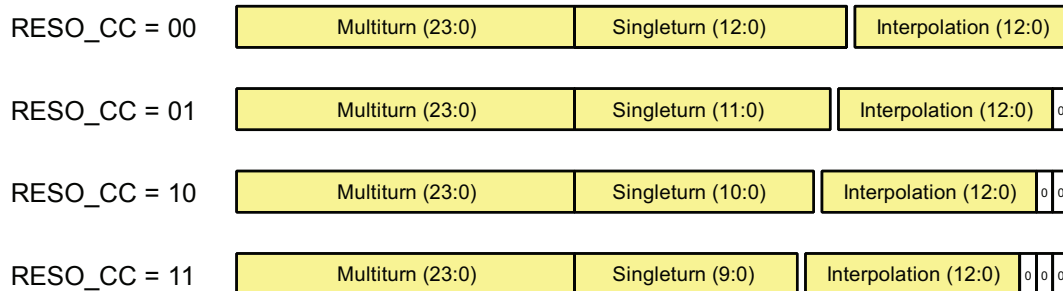 RESO_CC = 00 Multiturn (23:0) Singleturn (12:0) Interpolation (12:0)
RESO_CC = 01 Multiturn (23:0) Singleturn (11:0) Interpolation (12:0) 0
RESO_CC = 10 Multiturn (23:0) Singleturn (10:0) Interpolation (12:0) 0 0
RESO_CC = 11 Multiturn (23:0) Singleturn (9:0) Interpolation (12:0) 0 0 0